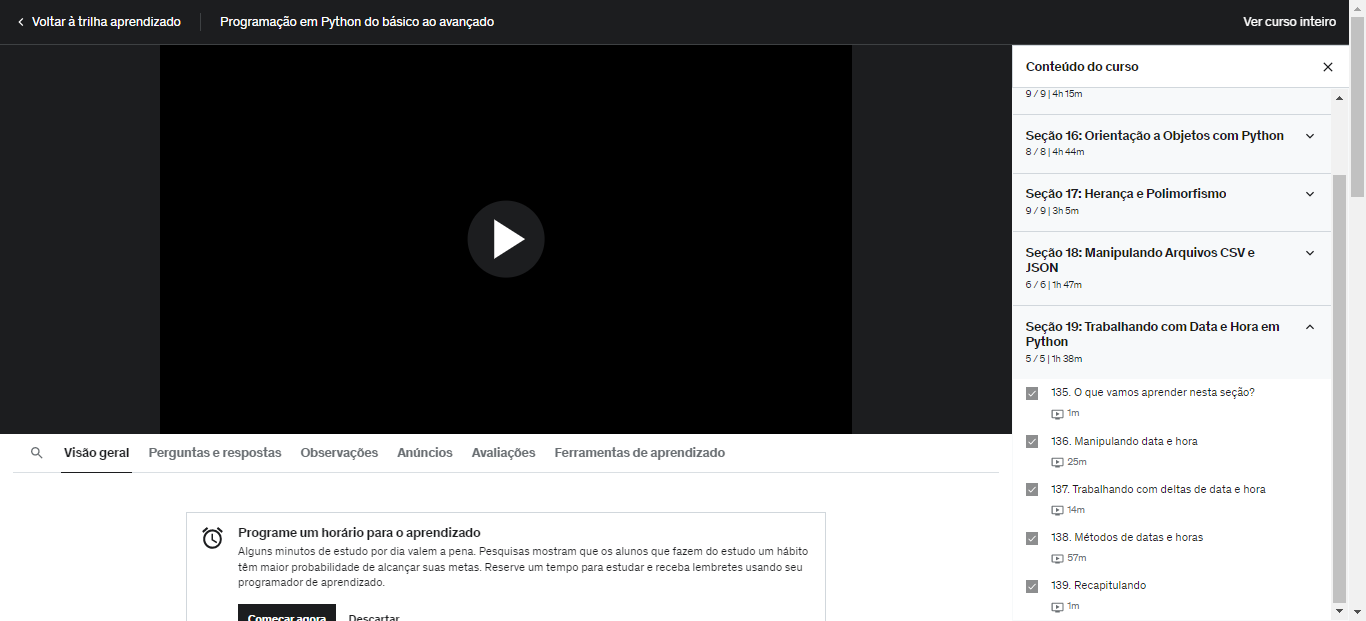 Voltar à trilha aprendizado
Programação em Python do básico ao avançado
Ver curso inteiro
Conteúdo do curso
9 / 9 | 4h 15m
Seção 16: Orientação a Objetos com Python
8 / 8 | 4h 44m
Seção 17: Herança e Polimorfismo
9 / 9 | 3h 5m
Seção 18: Manipulando Arquivos CSV e
JSON
6 / 6 | 1h 47m
Seção 19: Trabalhando com Data e Hora em
Python
5 / 5 | 1h 38m
135. O que vamos aprender nesta seção?
1m
136. Manipulando data e hora
25m
137. Trabalhando com deltas de data e hora
14m
138. Métodos de datas e horas
57m
139. Recapitulando
1m
Visão geral
Perguntas e respostas
Observações
Anúncios
Avaliações
Ferramentas de aprendizado
Programe um horário para o aprendizado
Alguns minutos de estudo por dia valem a pena. Pesquisas mostram que os alunos que fazem do estudo um hábito
têm maior probabilidade de alcançar suas metas. Reserve um tempo para estudar e receba lembretes usando seu
programador de aprendizado.
Começar agora
Descartar